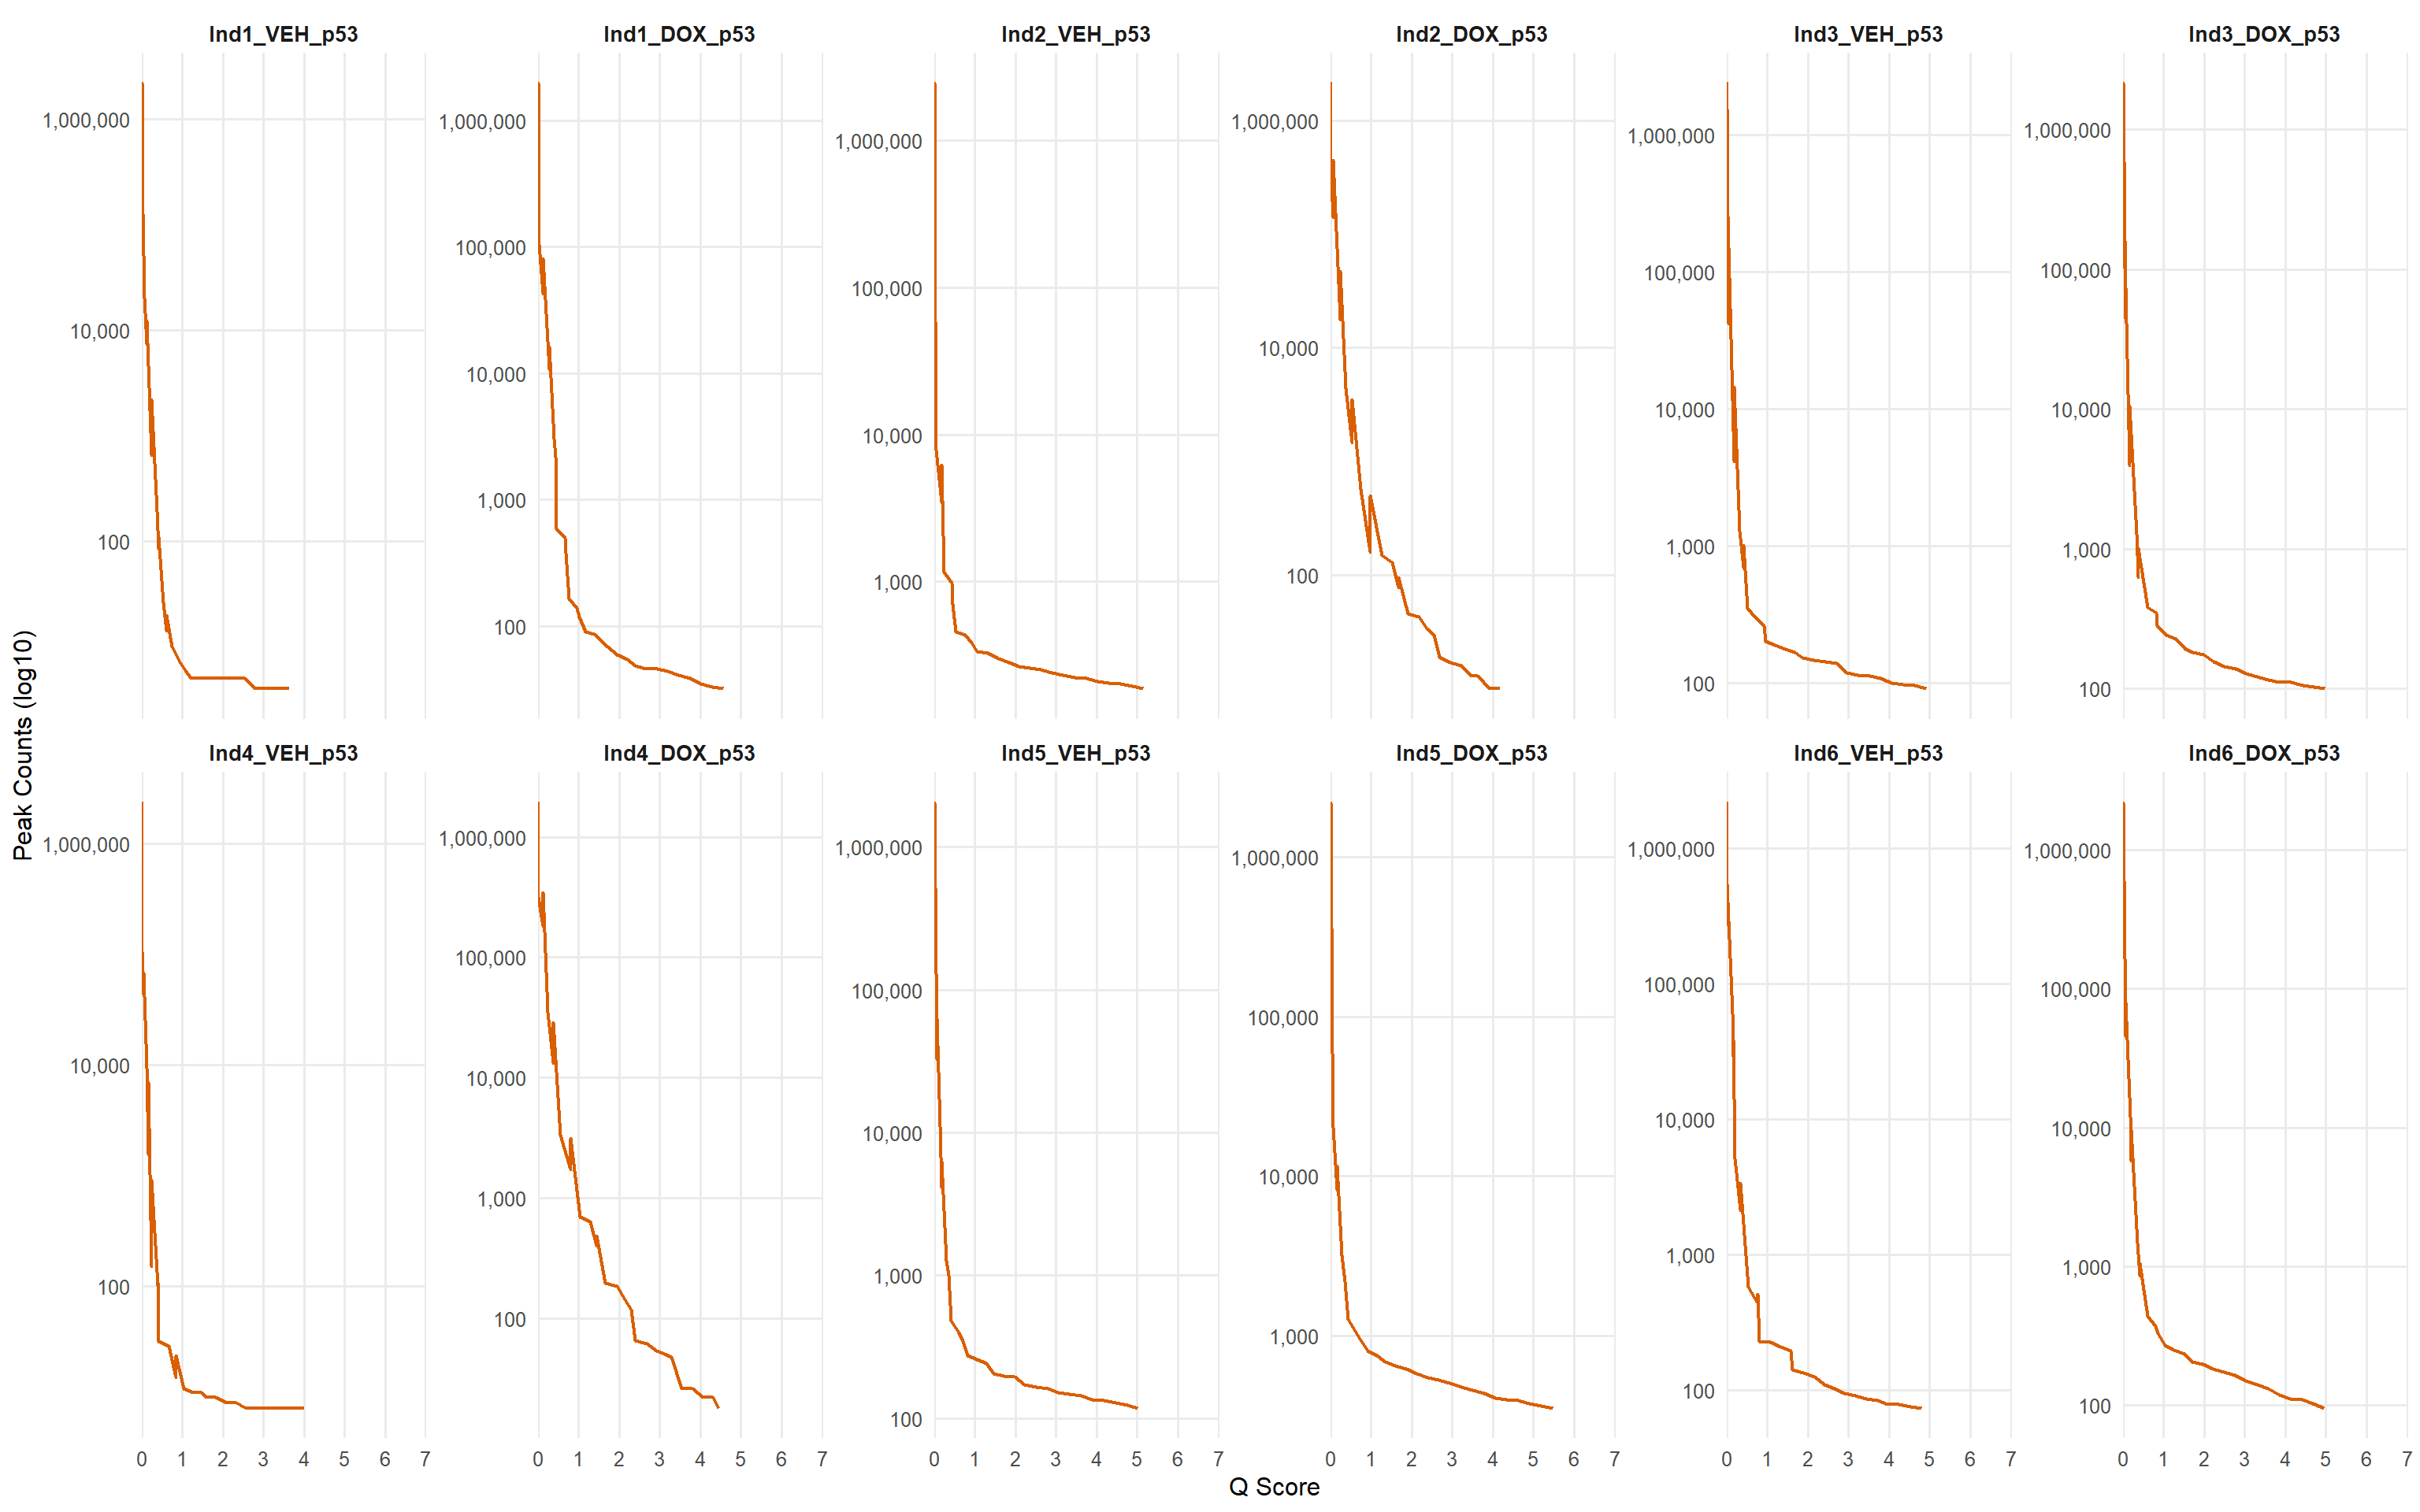 Ind1_VEH_p53 Ind1_DOX_p53 Ind2_VEH_p53 Ind2_DOX_p53 Ind3_VEH_p53 Ind3_DOX_p53
1,000,000 10,000 100
1,000,000 100,000 10,000 1,000 100
1,000,000 100,000 10,000 1,000
1,000,000 10,000 100
1,000,000 100,000 10,000 1,000 100
1,000,000 100,000 10,000 1,000 100
Peak Counts (log10)
Ind4_VEH_p53 Ind4_DOX_p53 Ind5_VEH_p53 Ind5_DOX_p53 Ind6_VEH_p53 Ind6_DOX_p53
1,000,000 10,000 100
1,000,000 100,000 10,000 1,000 100
1,000,000 100,000 10,000 1,000 100
1,000,000 100,000 10,000 1,000
1,000,000 100,000 10,000 1,000 100
1,000,000 100,000 10,000 1,000 100
0 1 2 3 4 5 6 7 0 1 2 3 4 5 6 7 0 1 2 3 4 5 6 7 0 1 2 3 4 5 6 7 0 1 2 3 4 5 6 7 0 1 2 3 4 5 6 7
Q Score